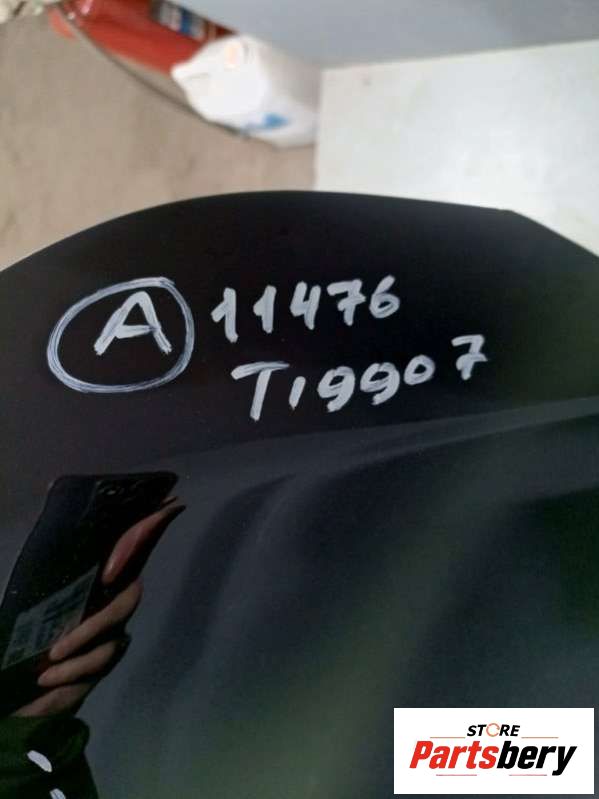 A 11476
Tiggo 7
STORE
Partsbery